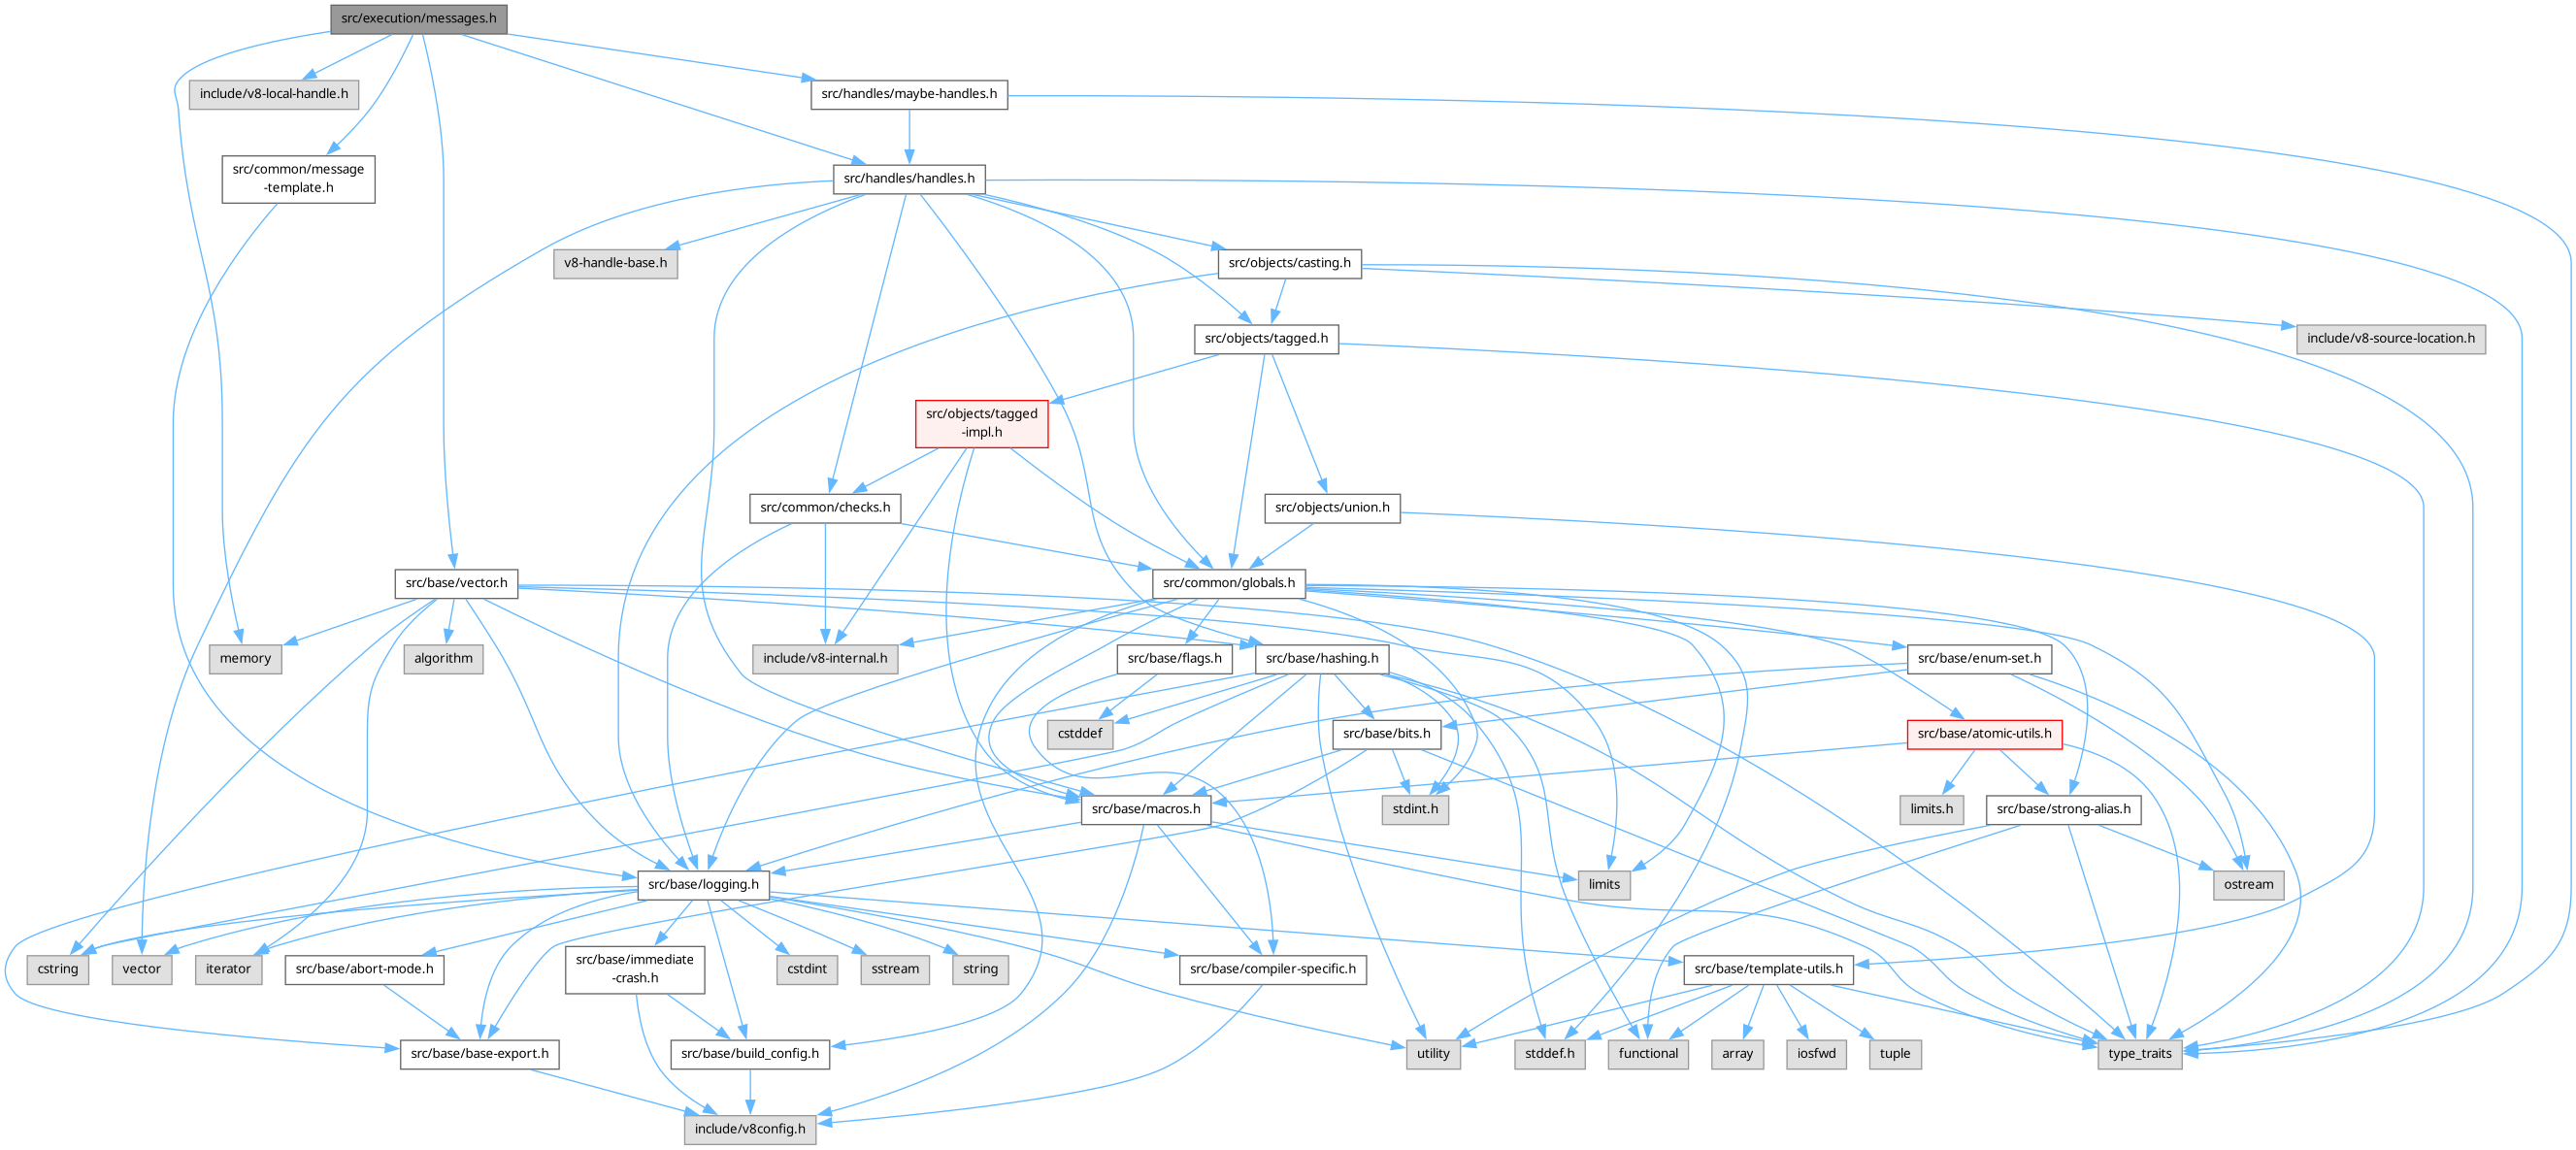 src/execution/messages.h
include/v8-local-handle.h
src/handles/maybe-handles.h
src/common/message
-template.h
src/handles/handles.h
v8-handle-base.h
src/objects/casting.h
src/objects/tagged.h
include/v8-source-location.h
src/objects/tagged
-impl.h
src/common/checks.h
src/objects/union.h
src/base/vector.h
src/common/globals.h
memory
algorithm
include/v8-internal.h
src/base/flags.h
src/base/hashing.h
src/base/enum-set.h
cstddef
src/base/bits.h
src/base/atomic-utils.h
src/base/macros.h
stdint.h
limits.h
src/base/strong-alias.h
src/base/logging.h
limits
ostream
cstring
vector
iterator
src/base/abort-mode.h
src/base/immediate
-crash.h
cstdint
sstream
string
src/base/compiler-specific.h
src/base/template-utils.h
src/base/base-export.h
src/base/build_config.h
utility
stddef.h
functional
array
iosfwd
tuple
type_traits
include/v8config.h